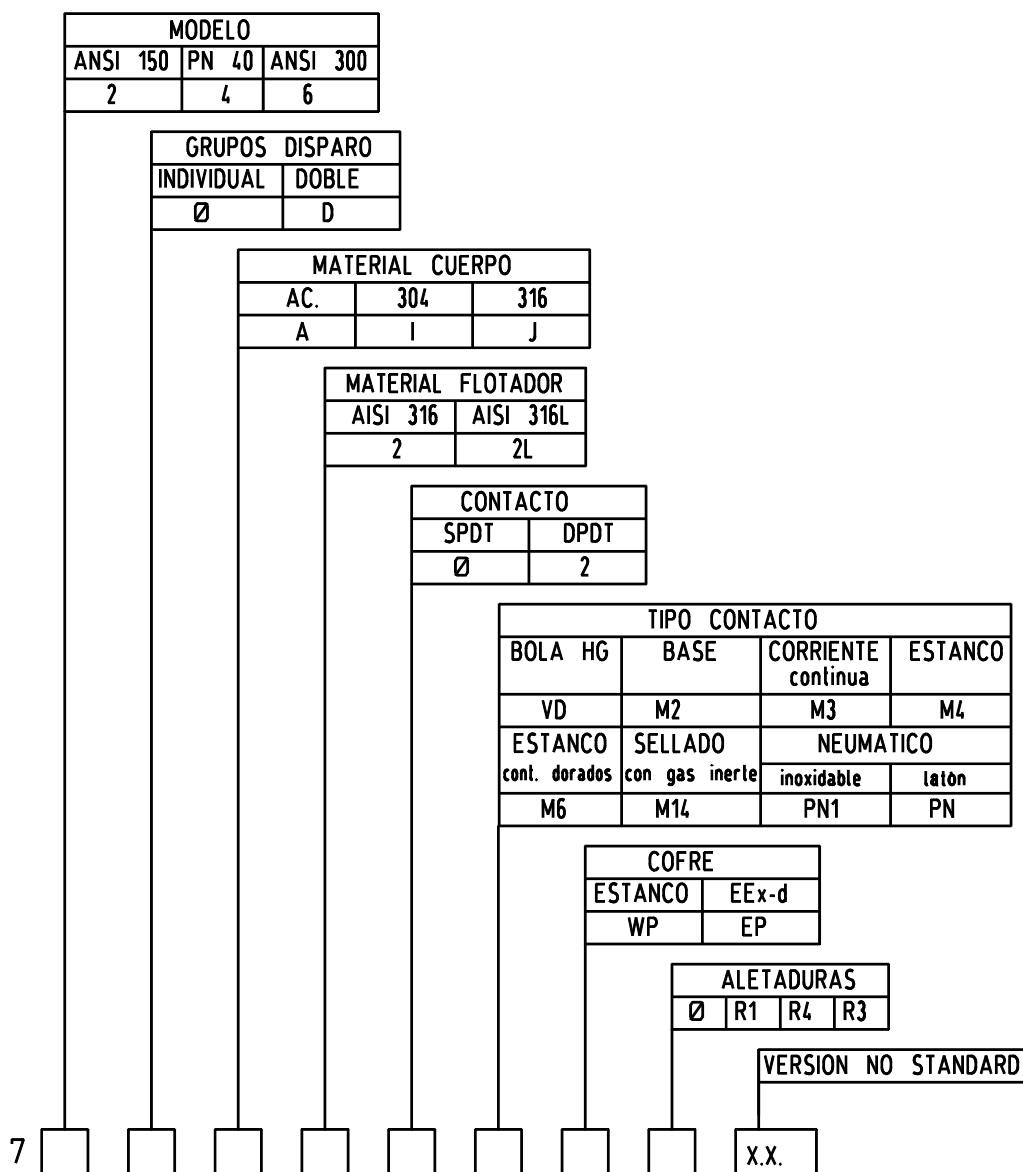 MODELO
ANSI 150 PN 40 ANSI 300
2 4 6
GRUPOS DISPARO
INDIVIDUAL DOBLE
Ø D
MATERIAL CUERPO
AC. 304 316
A I J
MATERIAL FLOTADOR
AISI 316 AISI 316L
2 2L
CONTACTO
SPDT DPDT
Ø 2
TIPO CONTACTO
BOLA HG BASE CORRIENTE ESTANCO
continua
VD M2 M3 M4
ESTANCO SELLADO NEUMATICO
cont. dorados con gas inerte inoxidable latón
M6 M14 PN1 PN
COFRE
ESTANCO EEx-d
WP EP
ALETADURAS
Ø R1 R4 R3
VERSION NO STANDARD
7 X.X.